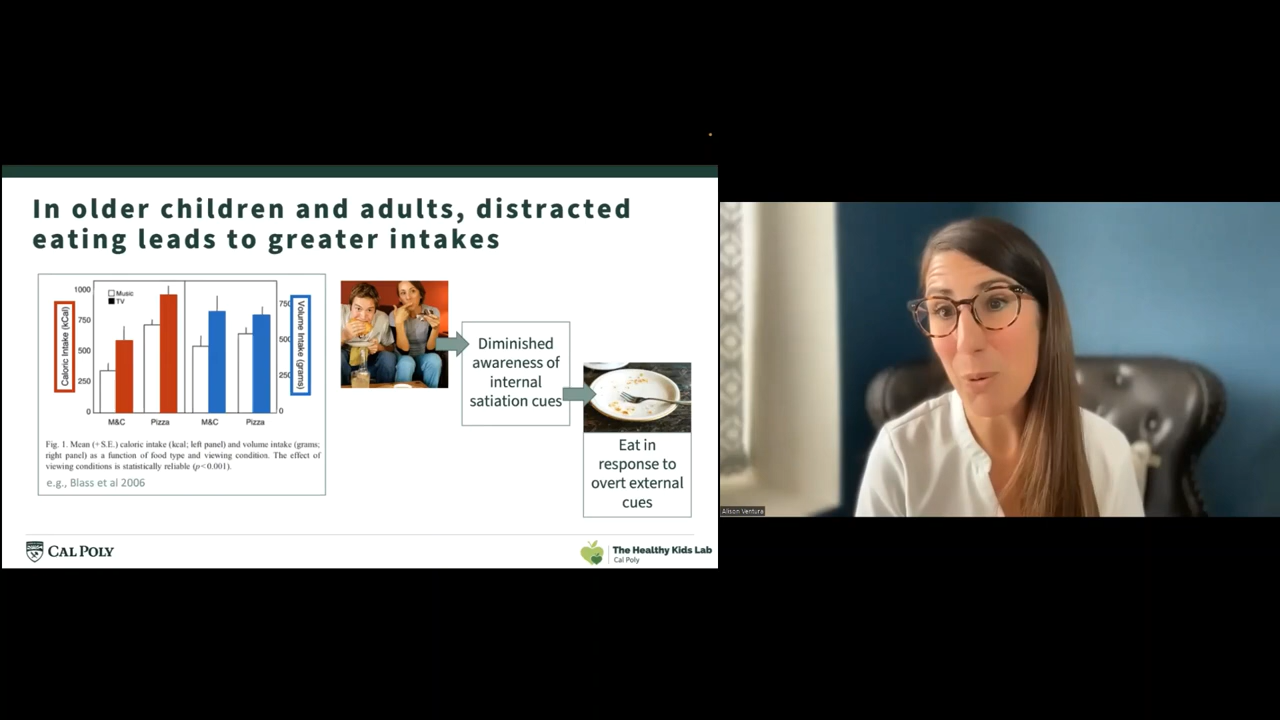 In older children and adults, distracted
eating leads to greater intakes
1000
750
500
250
0
Caloric Intake (kCal)
Music
TV
M&C
Pizza
M&C
Pizza
750
500
250
0
Volume Intake (grams)
Fig. 1. Mean (+S.E.) caloric intake (kcal; left panel) and volume intake (grams;
right panel) as a function of food type and viewing condition. The effect of
viewing conditions is statistically reliable (p<0.001).
e.g., Blass et al 2006
Diminished
awareness of
internal
satiation cues
Eat in
response to
overt external
cues
CAL POLY
The Healthy Kids Lab
Cal Poly
Alison Ventura